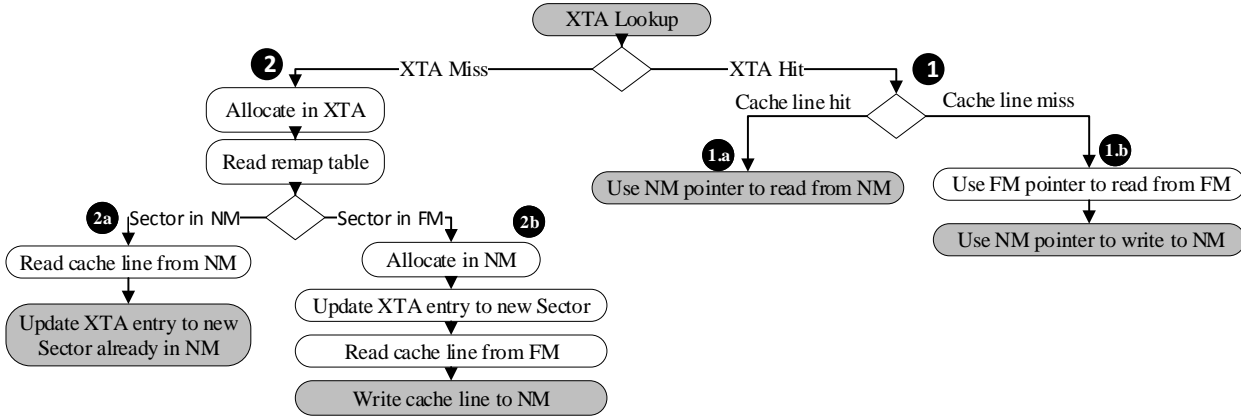 XTA Lookup
2
XTA Miss
XTA Hit
1
Allocate in XTA
Read remap table
Cache line hit
Cache line miss
1.a
Use NM pointer to read from NM
1.b
Use FM pointer to read from FM
Use NM pointer to write to NM
2a
Sector in NM
Sector in FM
2b
Read cache line from NM
Update XTA entry to new
Sector already in NM
Allocate in NM
Update XTA entry to new Sector
Read cache line from FM
Write cache line to NM